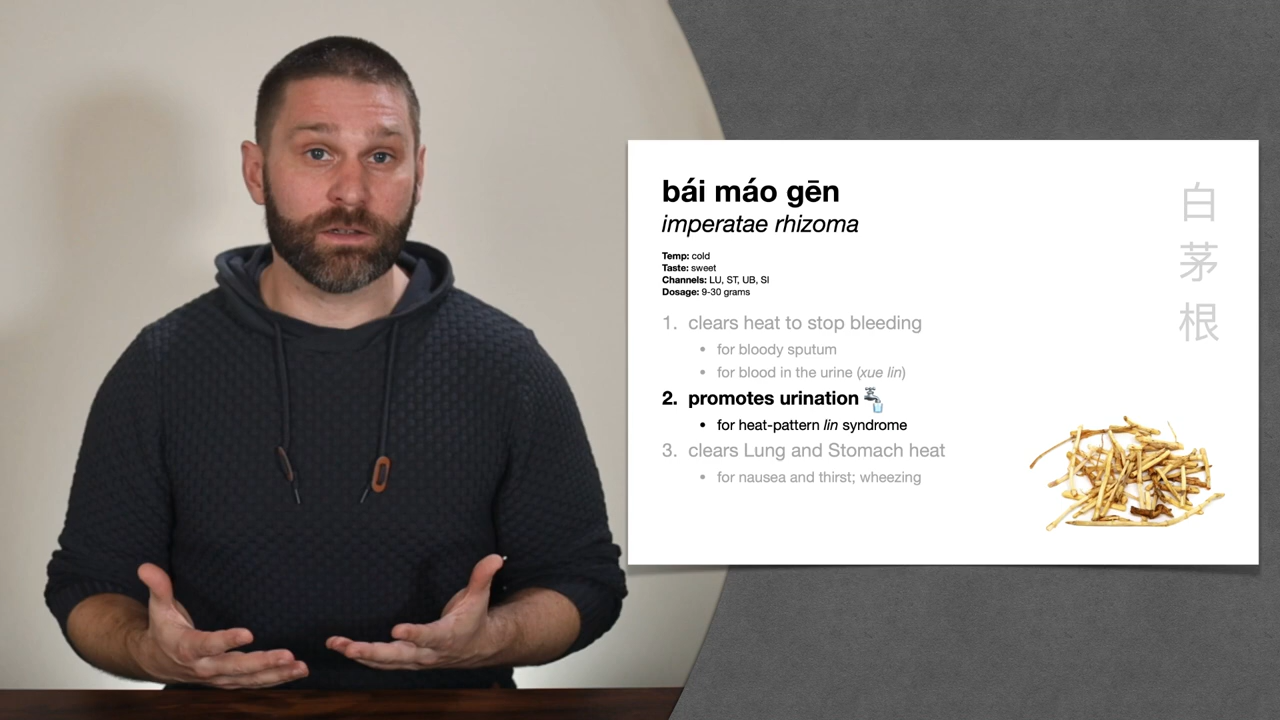 bái máo gēn
imperatae rhizoma
Temp: cold
Taste: sweet
Channels: LU, ST, UB, SI
Dosage: 9-30 grams
1. clears heat to stop bleeding
• for bloody sputum
• for blood in the urine (xue lin)
2. promotes urination 🚰
• for heat-pattern lin syndrome
3. clears Lung and Stomach heat
• for nausea and thirst; wheezing
白茅根